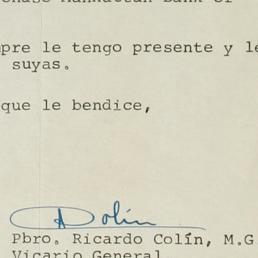 Chase Manhattan Bank of
pre le tengo presente y le
suyas.
que le bendice,
Colín
Pbro. Ricardo Colín, M.G
Vicario General